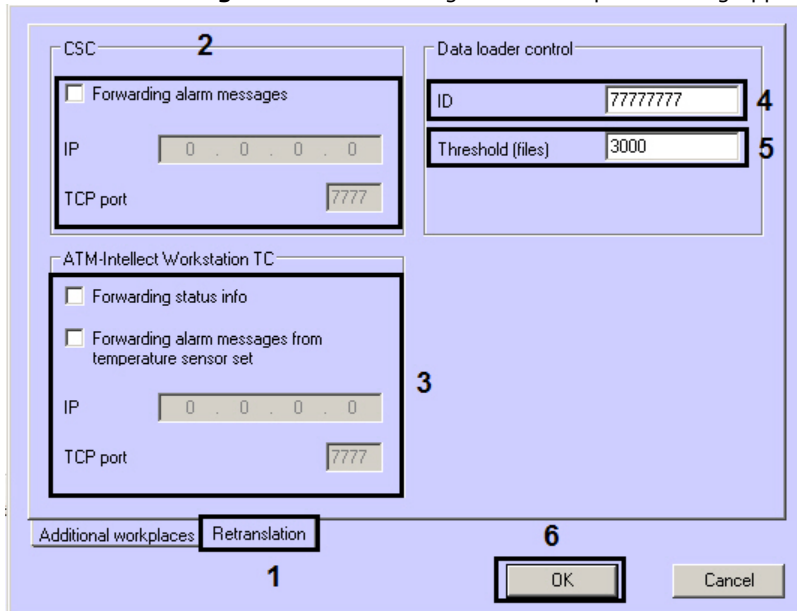 CSC 2
Forwarding alarm messages
IP 0 . 0 . 0 . 0
TCP port 7777
Data loader control
ID 77777777 4
Threshold (files) 3000 5
ATM-Intellect Workstation TC
Forwarding status info
Forwarding alarm messages from
temperature sensor set
3
IP 0 . 0 . 0 . 0
TCP port 7777
Additional workplaces Retranslation
1
6
OK Cancel